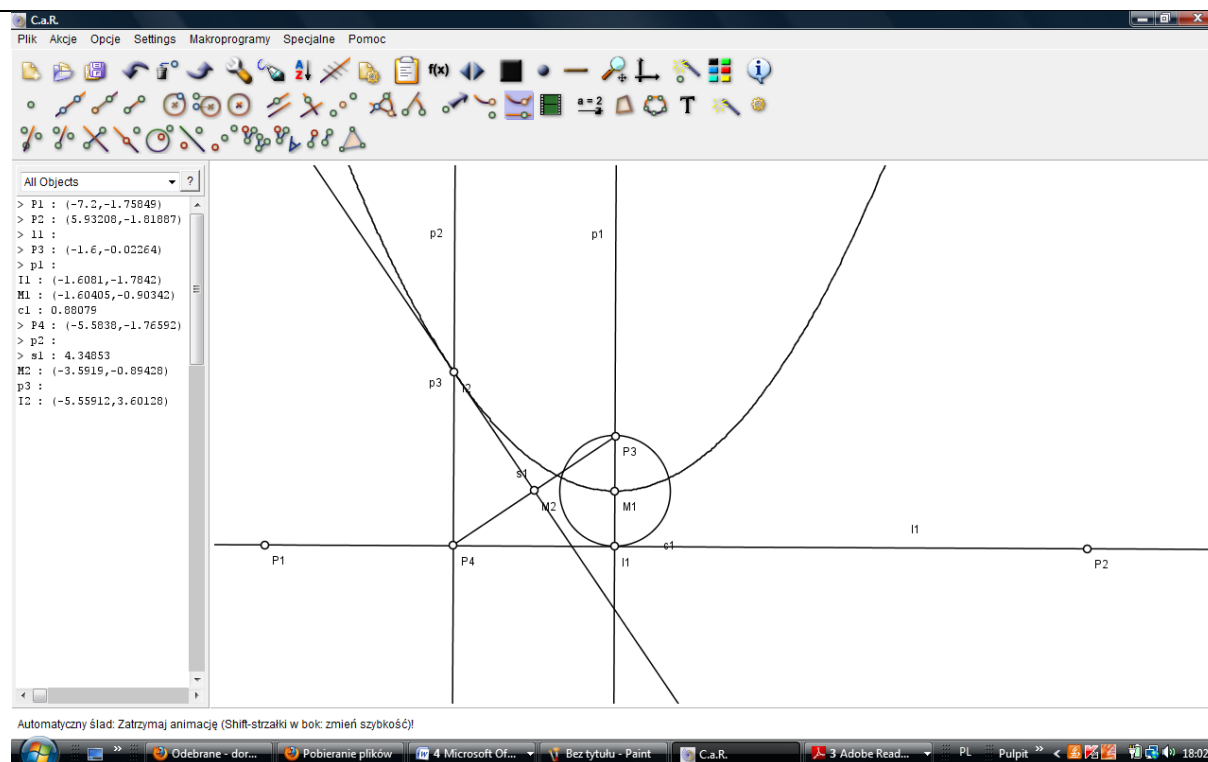 C.a.R.
Plik Akcje Opcje Settings Makroprogramy Specjalne Pomoc
f(x)
a = 2
T
All Objects
?
> P1 : (-7.2,-1.75849)
> P2 : (5.93208,-1.81887)
> l1 :
> P3 : (-1.6,-0.02264)
> p1 :
I1 : (-1.6081,-1.7842)
M1 : (-1.60405,-0.90342)
c1 : 0.88079
> P4 : (-5.5838,-1.76592)
> p2 :
> s1 : 4.34853
M2 : (-3.5919,-0.89428)
p3 :
I2 : (-5.55912,3.60128)
p2
p1
p3
I2
P3
s1
M2
M1
l1
c1
P1
P4
I1
P2
Automatyczny ślad: Zatrzymaj animację (Shift-strzałki w bok: zmień szybkość)!
Odebrane - dor... Pobieranie plików 4 Microsoft Of... Bez tytułu - Paint C.a.R. 3 Adobe Read... PL Pulpit » 18:02